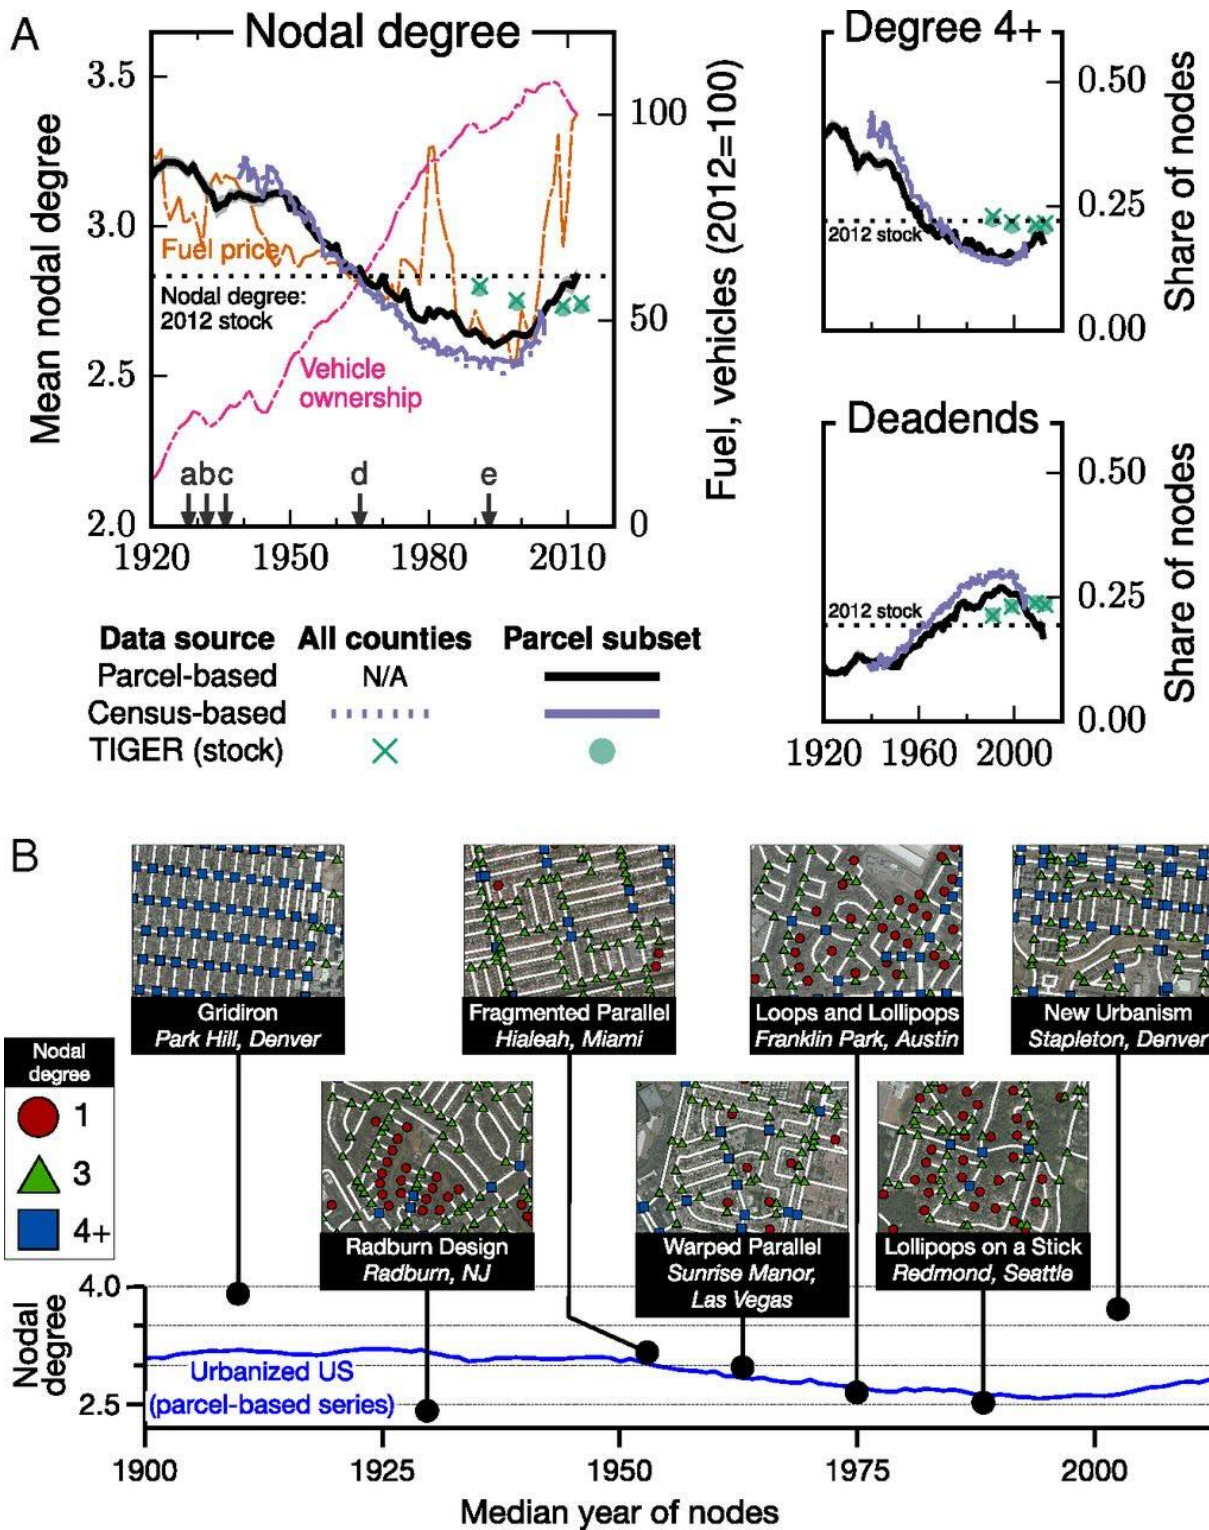 A
Nodal degree
Mean nodal degree
3.5
3.0
2.5
2.0
100
50
0
Fuel, vehicles (2012=100)
Fuel price
Nodal degree:
2012 stock
Vehicle
ownership
a b c d e
1920 1950 1980 2010
Degree 4+
0.50
0.25
0.00
Share of nodes
2012 stock
Deadends
0.50
0.25
0.00
Share of nodes
2012 stock
1920 1960 2000
Data source All counties Parcel subset
Parcel-based N/A
Census-based
TIGER (stock)
B
Gridiron
Park Hill, Denver
Fragmented Parallel
Hialeah, Miami
Loops and Lollipops
Franklin Park, Austin
New Urbanism
Stapleton, Denver
Nodal
degree
1
3
4+
Radburn Design
Radburn, NJ
Warped Parallel
Sunrise Manor,
Las Vegas
Lollipops on a Stick
Redmond, Seattle
Nodal
degree
4.0
2.5
Urbanized US
(parcel-based series)
1900 1925 1950 1975 2000
Median year of nodes